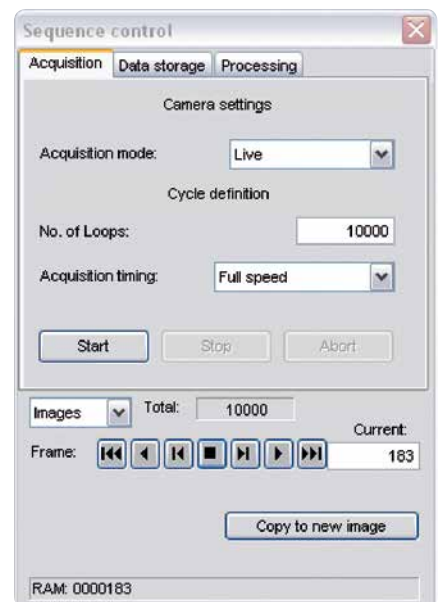 Sequence control
Acquisition Data storage Processing
Camera settings
Acquisition mode: Live
Cycle definition
No. of Loops: 10000
Acquisition timing: Full speed
Start Stop Abort
Images Total: 10000
Current:
Frame: 183
Copy to new image
RAM: 0000183